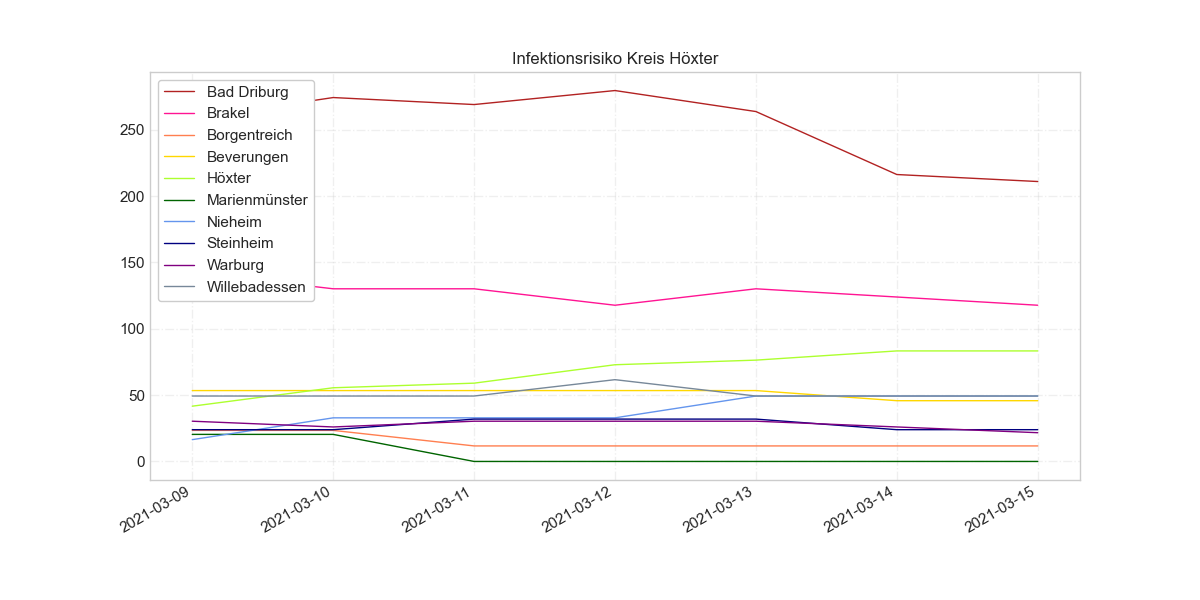 Infektionsrisiko Kreis Höxter
Bad Driburg
Brakel
Borgentreich
Beverungen
Höxter
Marienmünster
Nieheim
Steinheim
Warburg
Willebadessen
250
200
150
100
50
0
2021-03-09
2021-03-10
2021-03-11
2021-03-12
2021-03-13
2021-03-14
2021-03-15